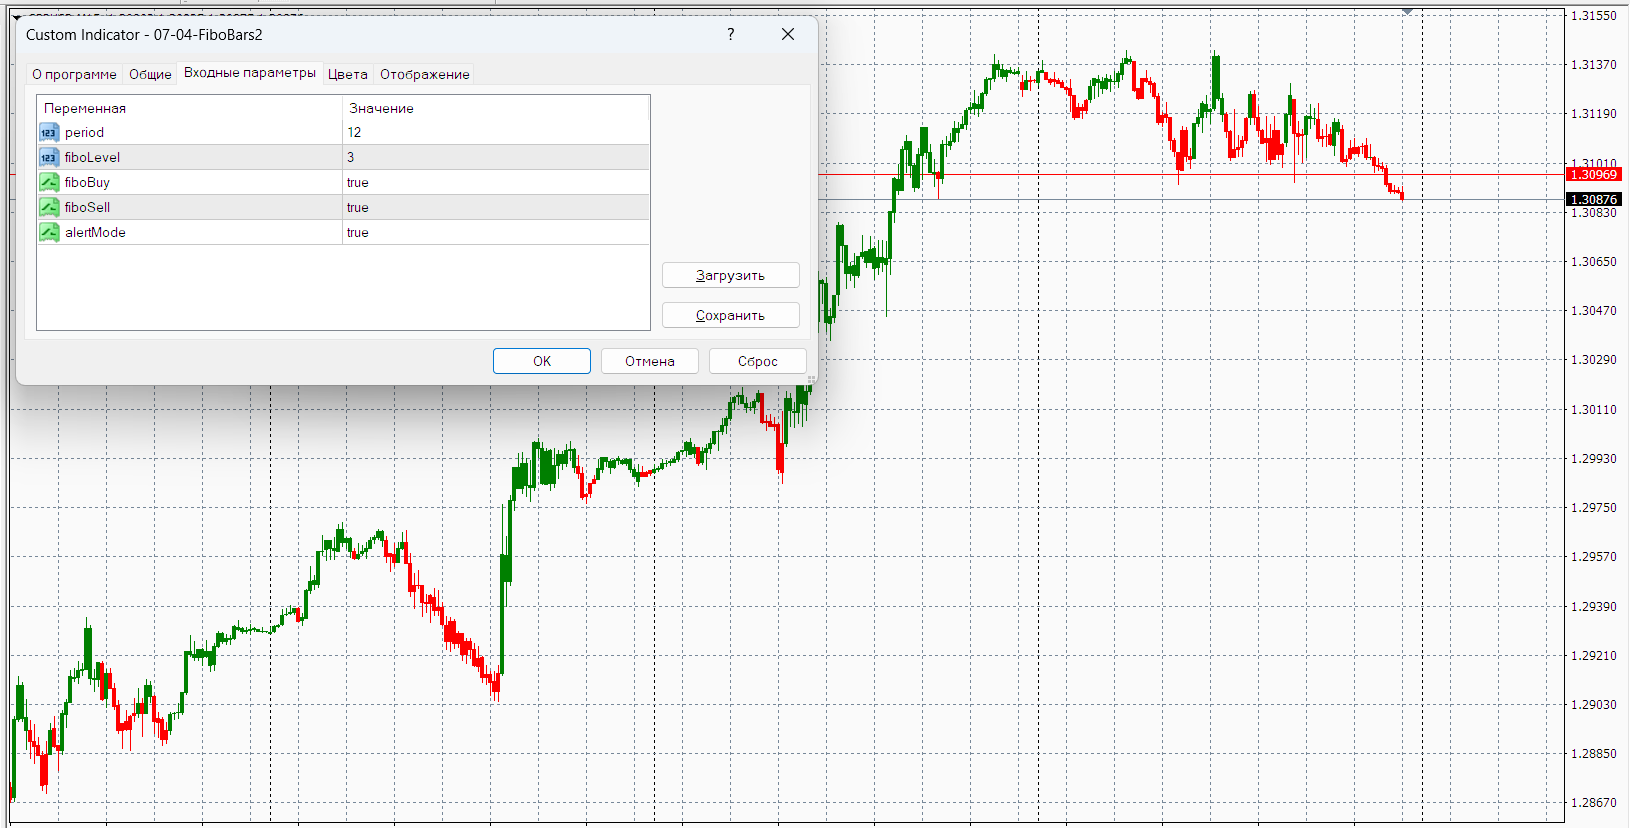 Custom Indicator - 07-04-FiboBars2
?
О программе Общие Входные параметры Цвета Отображение
Переменная Значение
period 12
fiboLevel 3
fiboBuy true
fiboSell true
alertMode true
Загрузить
Сохранить
OK Отмена Сброс
1.31550
1.31370
1.31190
1.31010
1.30969
1.30876
1.30830
1.30650
1.30470
1.30290
1.30110
1.29930
1.29750
1.29570
1.29390
1.29210
1.29030
1.28850
1.28670